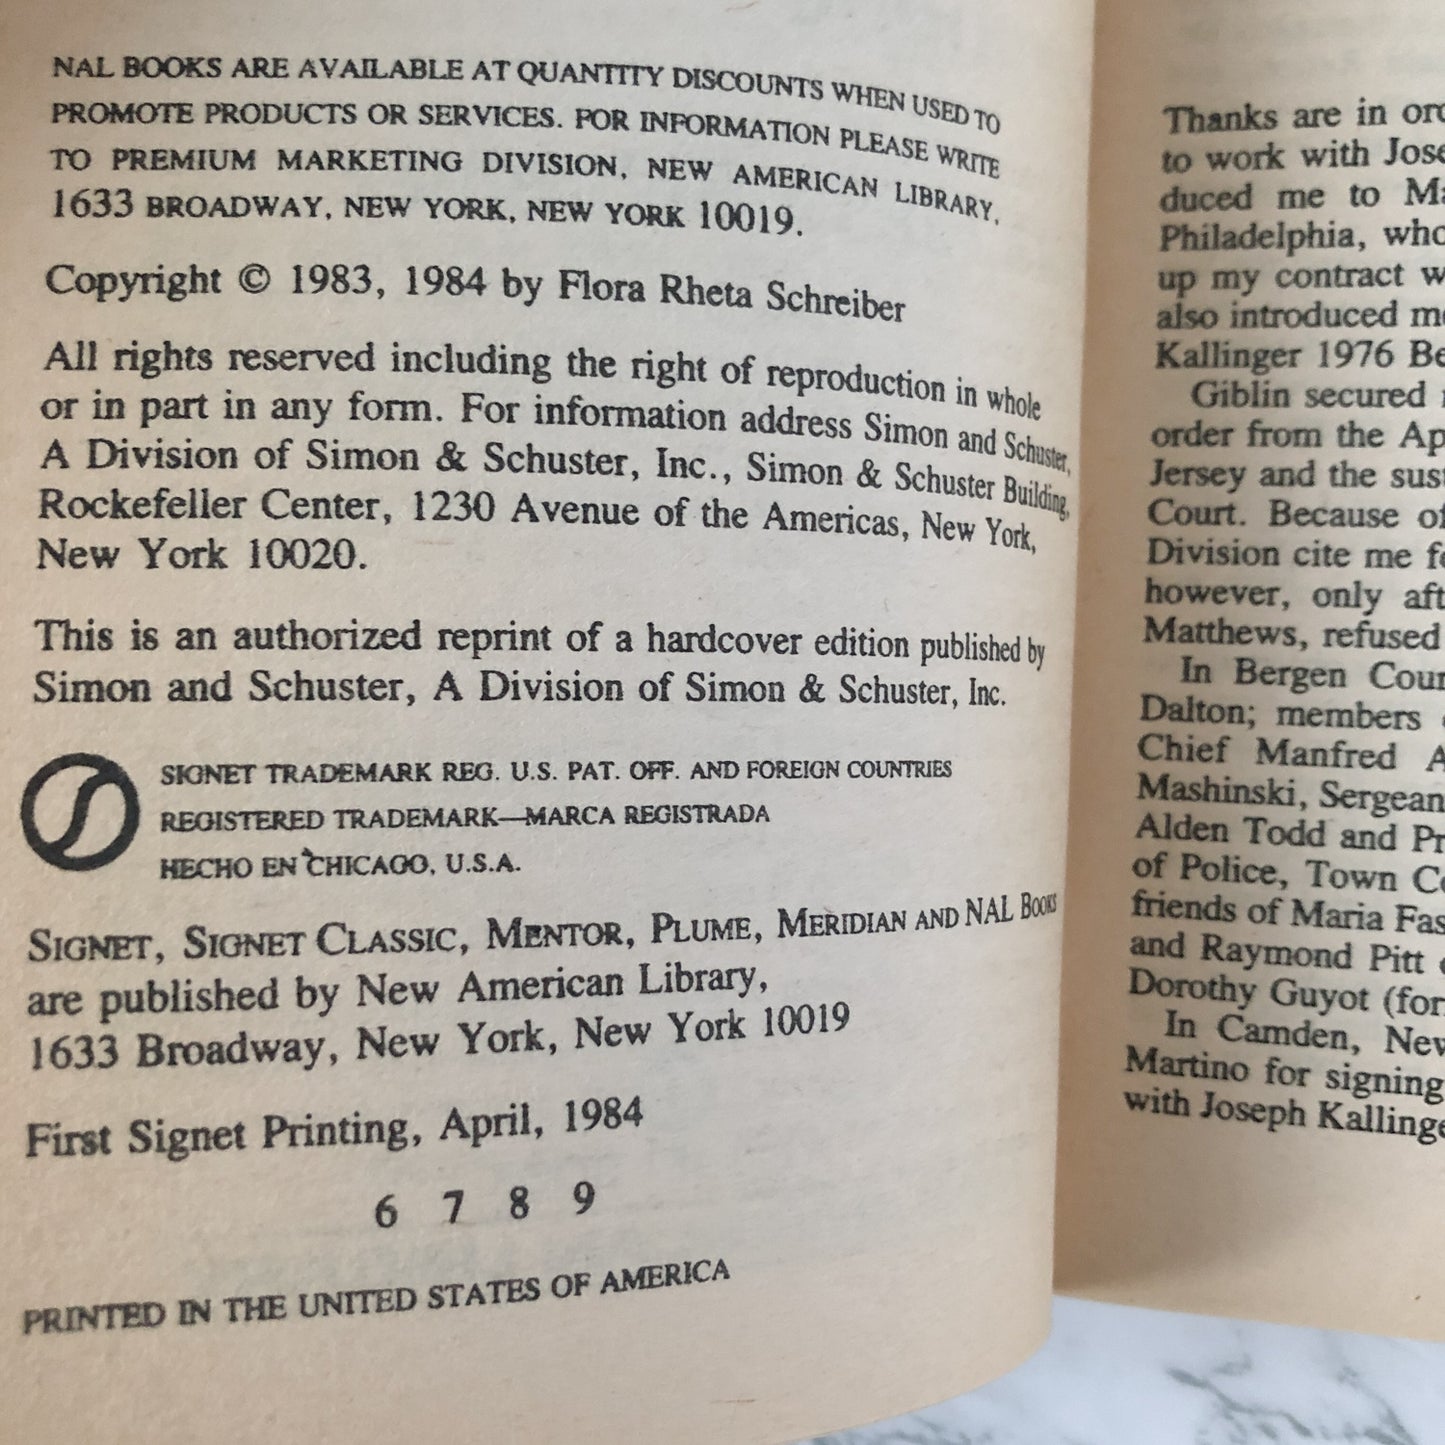 NAL BOOKS ARE AVAILABLE AT QUANTITY DISCOUNTS WHEN USED TO
PROMOTE PRODUCTS OR SERVICES. FOR INFORMATION PLEASE WRITE
TO PREMIUM MARKETING DIVISION, NEW AMERICAN LIBRARY,
1633 BROADWAY, NEW YORK, NEW YORK 10019.
Copyright © 1983, 1984 by Flora Rheta Schreiber
All rights reserved including the right of reproduction in whole
or in part in any form. For information address Simon and Schuster,
A Division of Simon & Schuster, Inc., Simon & Schuster Building,
Rockefeller Center, 1230 Avenue of the Americas, New York,
New York 10020.
This is an authorized reprint of a hardcover edition published by
Simon and Schuster, A Division of Simon & Schuster, Inc.
SIGNET TRADEMARK REG. U.S. PAT. OFF. AND FOREIGN COUNTRIES
REGISTERED TRADEMARK—MARCA REGISTRADA
HECHO EN CHICAGO, U.S.A.
SIGNET, SIGNET CLASSIC, MENTOR, PLUME, MERIDIAN AND NAL BOOKS
are published by New American Library,
1633 Broadway, New York, New York 10019
First Signet Printing, April, 1984
6 7 8 9
PRINTED IN THE UNITED STATES OF AMERICA
Thanks are in
to work with
duced me to
Philadelphia,
up my contract
also introduced
Kallinger 1976
Giblin secured
order from the
Jersey and the
Court. Because
Division cite me
however, only
Matthews, refused
In Bergen
Dalton; members
Chief Manfred
Mashinski,
Alden Todd and
of Police, Town
friends of Maria
and Raymond Pitt
Dorothy Guyot
In Camden,
Martino for signing
with Joseph